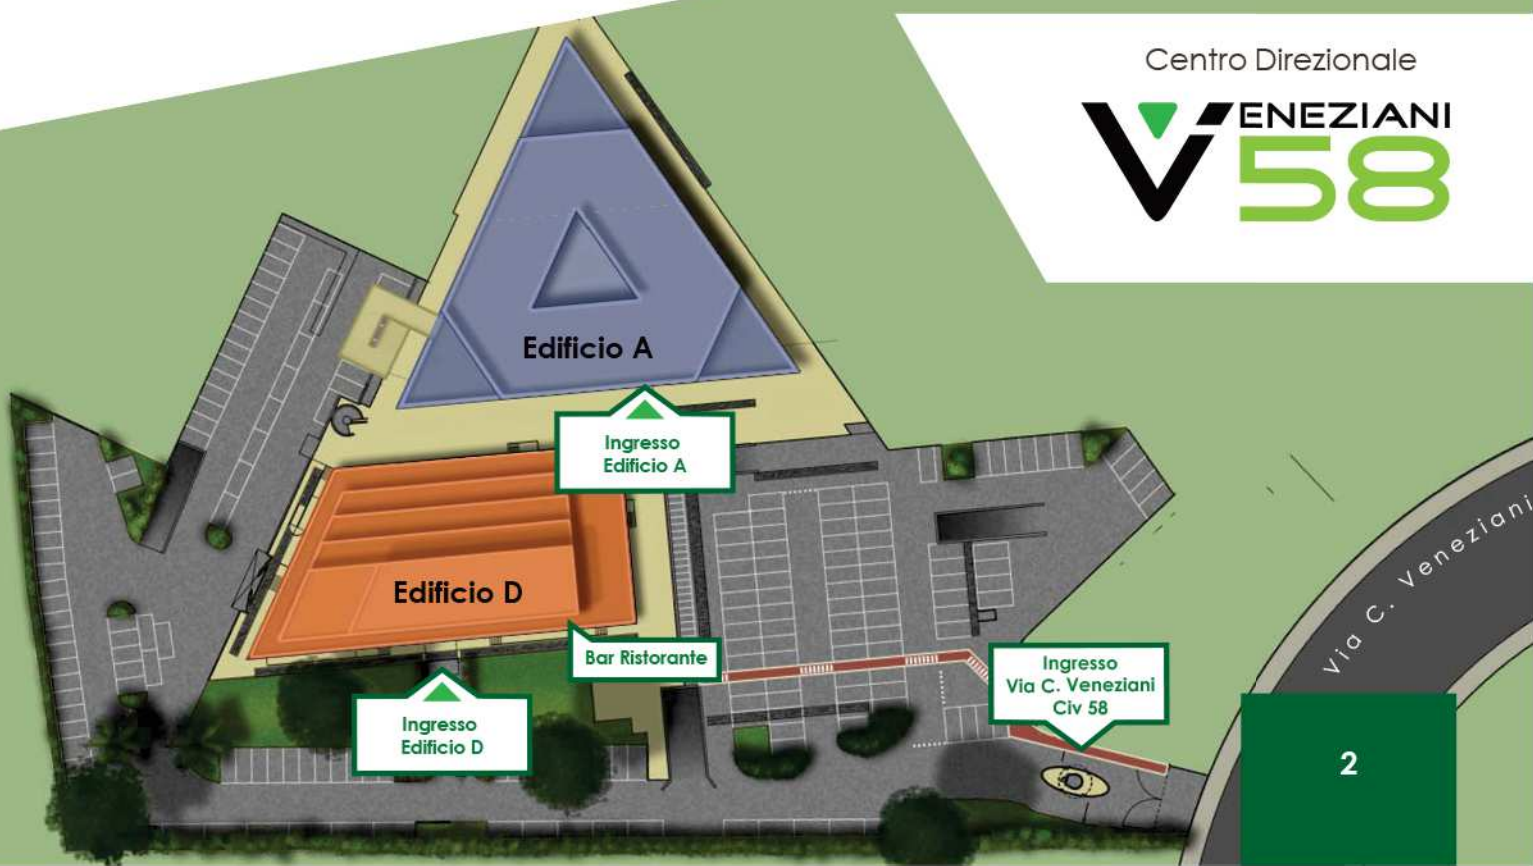 Centro Direzionale
VENEZIANI
58
Edificio A
Ingresso
Edificio A
Edificio D
Bar Ristorante
Ingresso
Edificio D
Ingresso
Via C. Veneziani
Civ 58
Via C. Veneziani
2